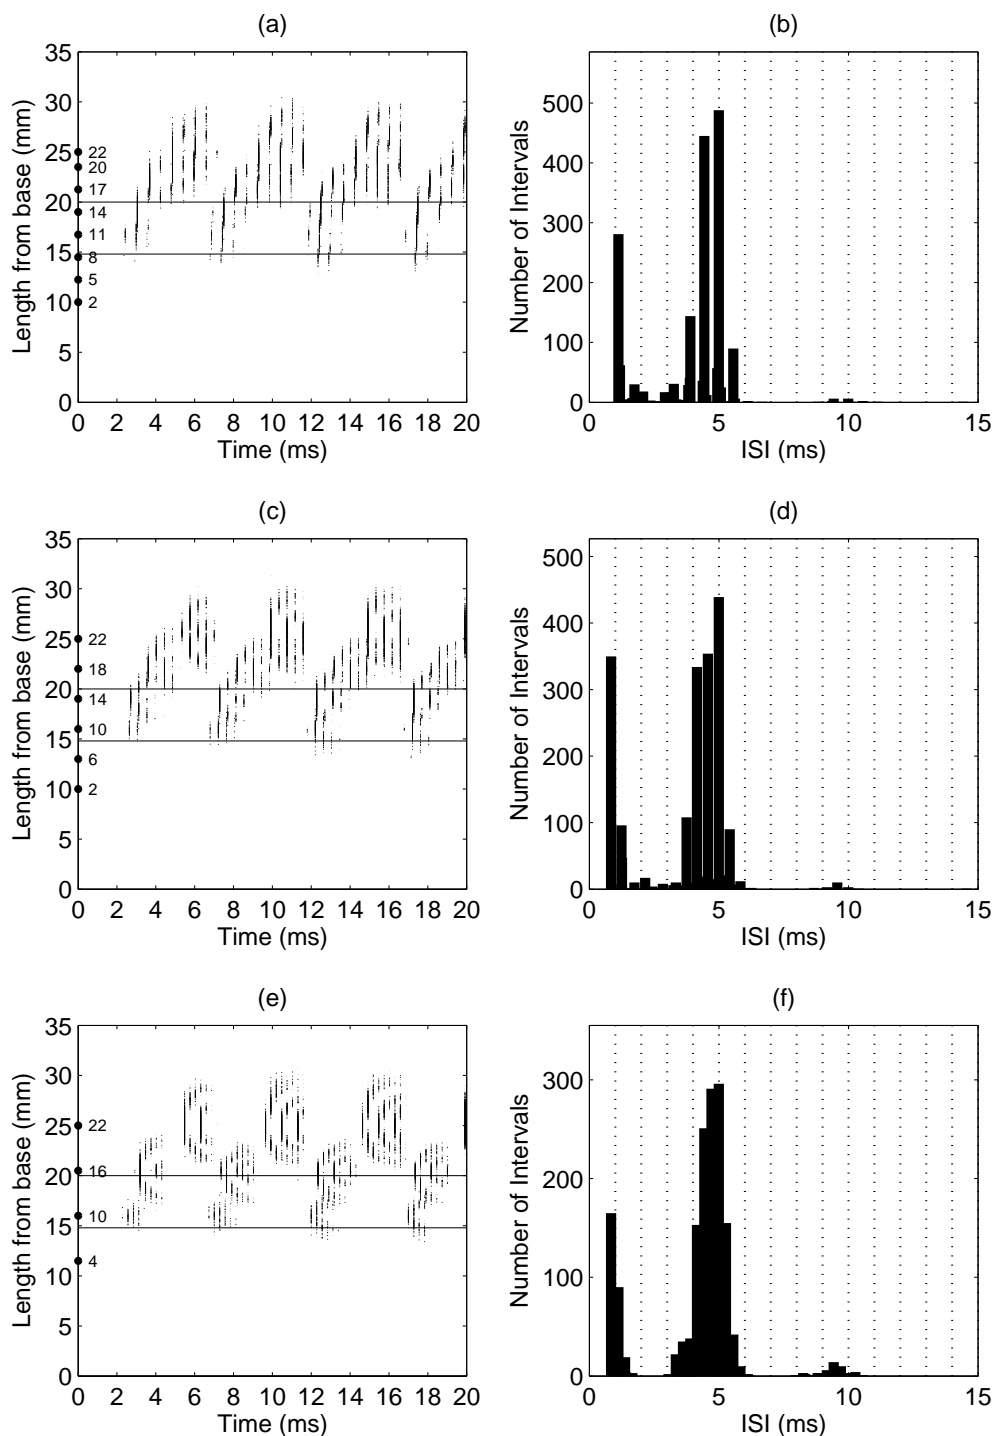 (a)
35
30
25
20
15
10
5
0
22
20
17
14
11
8
5
2
0 2 4 6 8 10 12 14 16 18 20
Length from base (mm)
Time (ms)
(b)
500
400
300
200
100
0
0 5 10 15
Number of Intervals
ISI (ms)
(c)
35
30
25
20
15
10
5
0
22
18
14
10
6
2
0 2 4 6 8 10 12 14 16 18 20
Length from base (mm)
Time (ms)
(d)
500
400
300
200
100
0
0 5 10 15
Number of Intervals
ISI (ms)
(e)
35
30
25
20
15
10
5
0
22
16
10
4
0 2 4 6 8 10 12 14 16 18 20
Length from base (mm)
Time (ms)
(f)
300
200
100
0
0 5 10 15
Number of Intervals
ISI (ms)